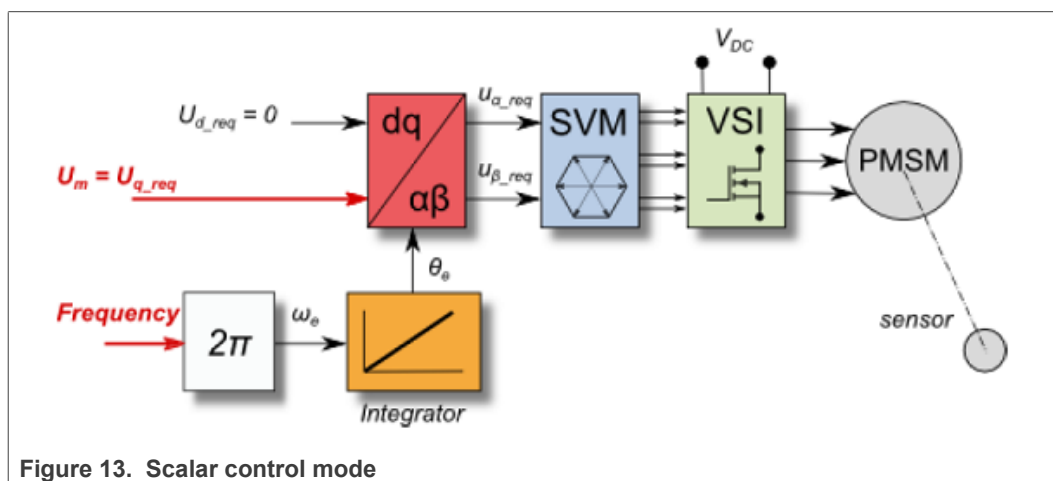 V_DC
U_d_req = 0
dq
αβ
u_α_req
u_β_req
SVM
VSI
PMSM
U_m = U_q_req
θ_e
Frequency
2π
ω_e
Integrator
sensor
Figure 13. Scalar control mode